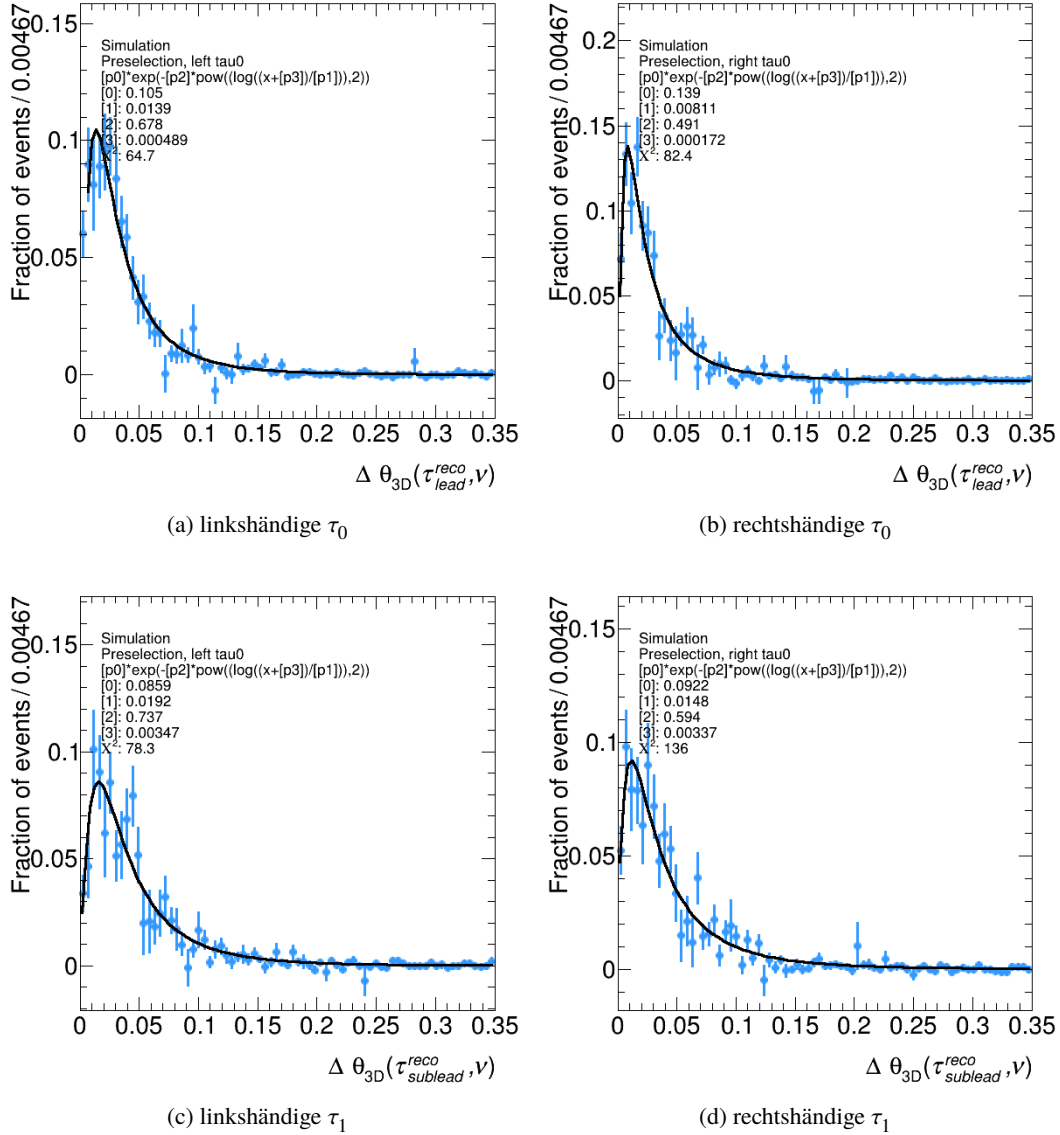 0.15
0.1
0.05
0
Fraction of events / 0.00467
Simulation
Preselection, left tau0
[p0]*exp(-[p2]*pow((log((x+[p3])/[p1])),2))
[0]: 0.105
[1]: 0.0139
[2]: 0.678
[3]: 0.000489
X²: 64.7
0 0.05 0.1 0.15 0.2 0.25 0.3 0.35
Δ θ3D(τ^reco_lead, ν)
(a) linkshändige τ0
0.2
0.15
0.1
0.05
0
Fraction of events / 0.00467
Simulation
Preselection, right tau0
[p0]*exp(-[p2]*pow((log((x+[p3])/[p1])),2))
[0]: 0.139
[1]: 0.00811
[2]: 0.491
[3]: 0.000172
X²: 82.4
0 0.05 0.1 0.15 0.2 0.25 0.3 0.35
Δ θ3D(τ^reco_lead, ν)
(b) rechtshändige τ0
0.15
0.1
0.05
0
Fraction of events / 0.00467
Simulation
Preselection, left tau0
[p0]*exp(-[p2]*pow((log((x+[p3])/[p1])),2))
[0]: 0.0859
[1]: 0.0192
[2]: 0.737
[3]: 0.00347
X²: 78.3
0 0.05 0.1 0.15 0.2 0.25 0.3 0.35
Δ θ3D(τ^reco_sublead, ν)
(c) linkshändige τ1
0.15
0.1
0.05
0
Fraction of events / 0.00467
Simulation
Preselection, right tau0
[p0]*exp(-[p2]*pow((log((x+[p3])/[p1])),2))
[0]: 0.0922
[1]: 0.0148
[2]: 0.594
[3]: 0.00337
X²: 136
0 0.05 0.1 0.15 0.2 0.25 0.3 0.35
Δ θ3D(τ^reco_sublead, ν)
(d) rechtshändige τ1